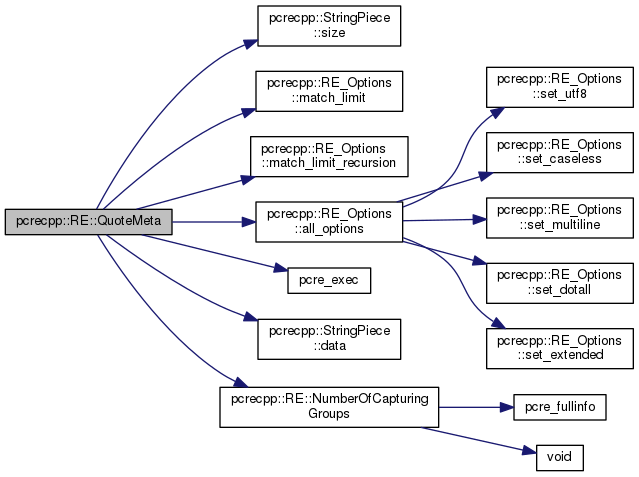 pcrecpp::StringPiece
::size
pcrecpp::RE_Options
::match_limit
pcrecpp::RE_Options
::match_limit_recursion
pcrecpp::RE::QuoteMeta
pcrecpp::RE_Options
::all_options
pcre_exec
pcrecpp::StringPiece
::data
pcrecpp::RE::NumberOfCapturing
Groups
pcrecpp::RE_Options
::set_utf8
pcrecpp::RE_Options
::set_caseless
pcrecpp::RE_Options
::set_multiline
pcrecpp::RE_Options
::set_dotall
pcrecpp::RE_Options
::set_extended
pcre_fullinfo
void